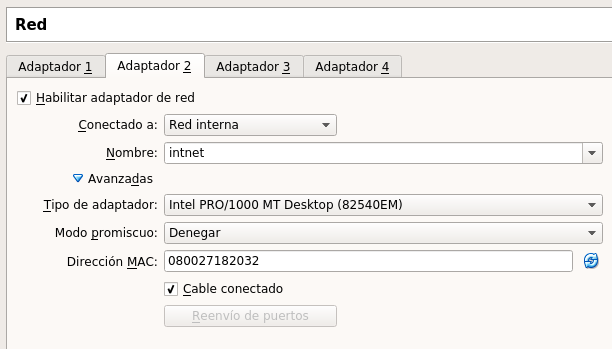 Red
Adaptador 1 Adaptador 2 Adaptador 3 Adaptador 4
Habilitar adaptador de red
Conectado a: Red interna
Nombre: intnet
Avanzadas
Tipo de adaptador: Intel PRO/1000 MT Desktop (82540EM)
Modo promiscuo: Denegar
Dirección MAC: 080027182032
Cable conectado
Reenvío de puertos